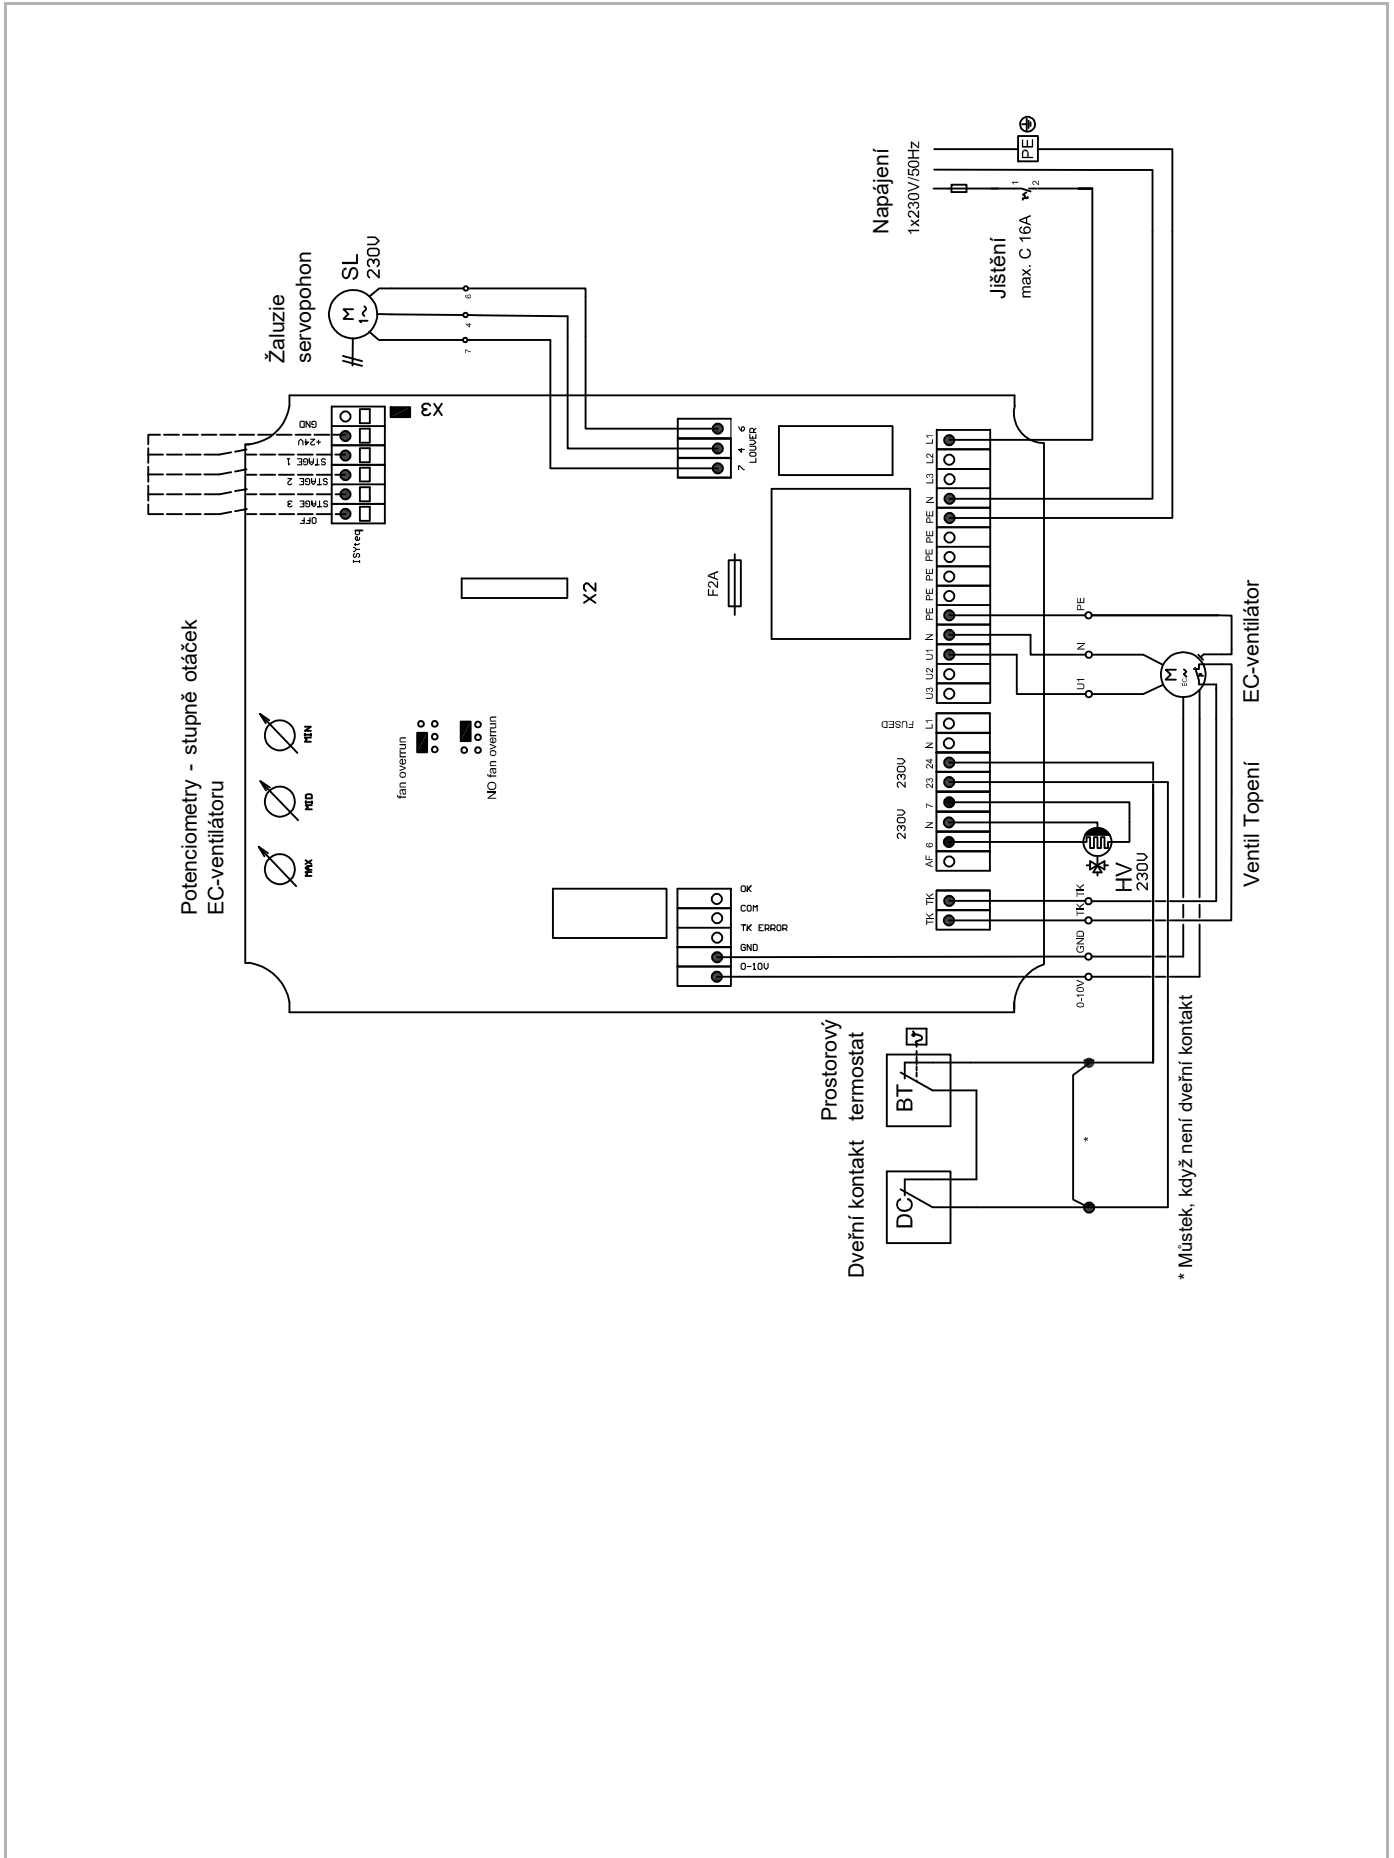 Potenciometry - stupně otáček
EC-ventilátoru
MIN
MID
MAX
fan overrun
NO fan overrun
Žaluzie
servopohon
SL
230V
6
4
7
GND
+24V
STAGE 1
STAGE 2
STAGE 3
OFF
ISYteq
X3
X2
6
4
7
LOUVER
F2A
Napájení
1x230V/50Hz
PE
1
2
Jištění
max. C 16A
L1
L2
L3
N
PE
PE
PE
PE
PE
PE
N
U1
U2
U3
FUSED
L1
N
24
23
7
N
6
AF
230V
230V
TK
TK
OK
COM
TK ERROR
GND
0-10V
PE
N
U1
M
EC
M
1~
EC-ventilátor
HV
230V
Ventil Topení
TK
TK
GND
0-10V
Prostorový
termostat
BT
Dveřní kontakt
DC
*
* Můstek, když není dveřní kontakt